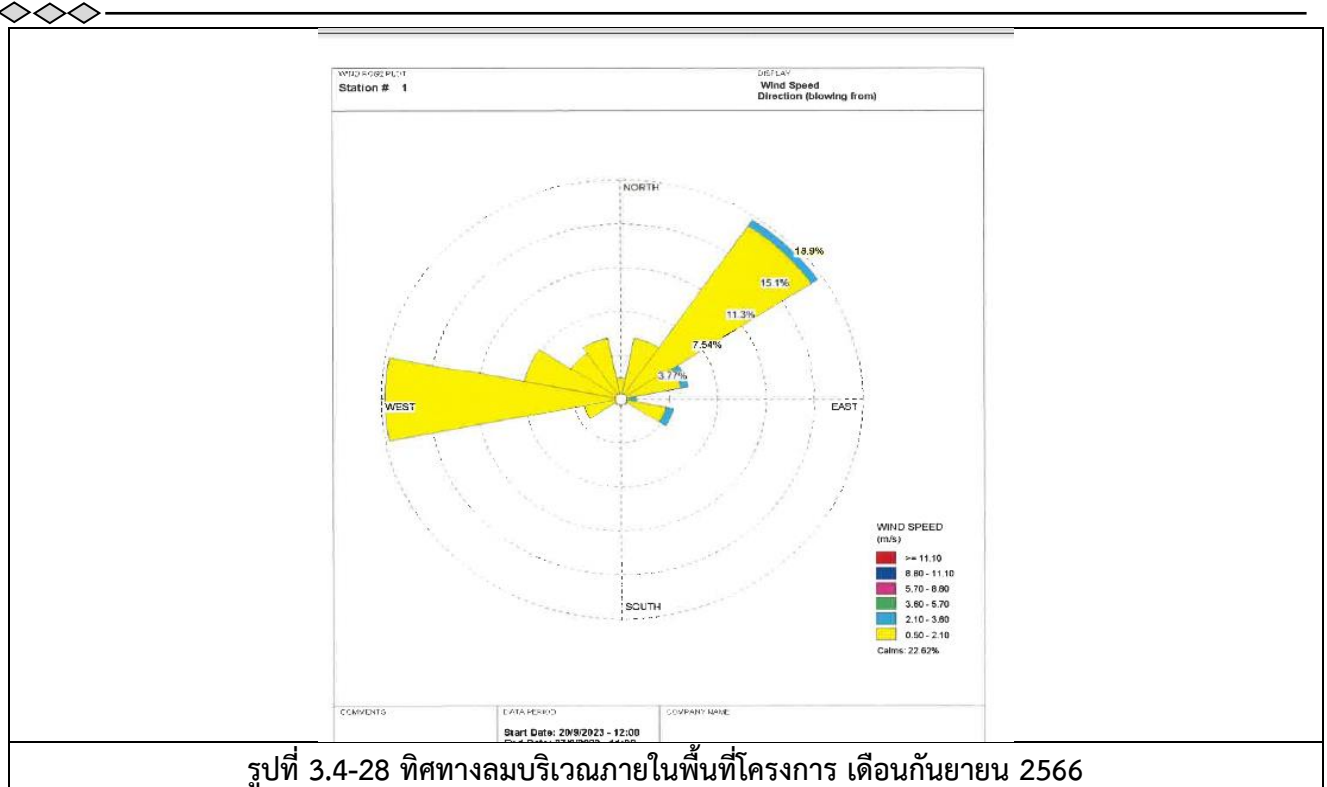 WIND ROSE PLOT
Station # 1
DISPLAY
Wind Speed
Direction (blowing from)
NORTH
18.9%
15.1%
11.3%
7.54%
3.77%
WEST
EAST
SOUTH
WIND SPEED
(m/s)
>= 11.10
8.80 - 11.10
5.70 - 8.80
3.60 - 5.70
2.10 - 3.60
0.50 - 2.10
Calms: 22.62%
COMMENTS
DATA PERIOD
COMPANY NAME
Start Date: 20/9/2023 - 12:00
รูปที่ 3.4-28 ทิศทางลมบริเวณภายในพื้นที่โครงการ เดือนกันยายน 2566